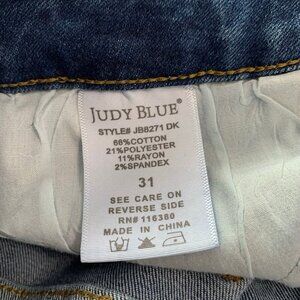 JUDY BLUE®
STYLE# JB8271 DK
66%COTTON
21%POLYESTER
11%RAYON
2%SPANDEX
31
SEE CARE ON
REVERSE SIDE
RN# 116380
MADE IN CHINA